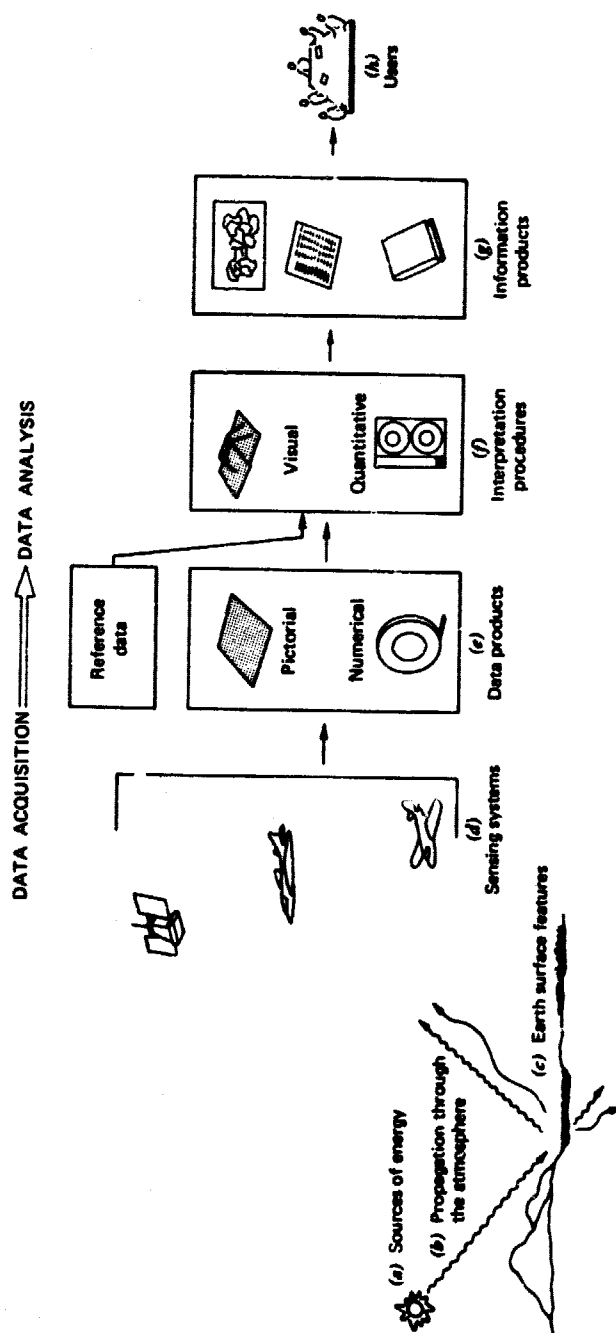 DATA ACQUISITION DATA ANALYSIS
Reference
data
Pictorial
Numerical
Visual
Quantitative
(a) Sources of energy
(b) Propagation through
the atmosphere
(c) Earth surface features
(d)
Sensing systems
(e)
Data products
(f)
Interpretation
procedures
(g)
Information
products
(h)
Users